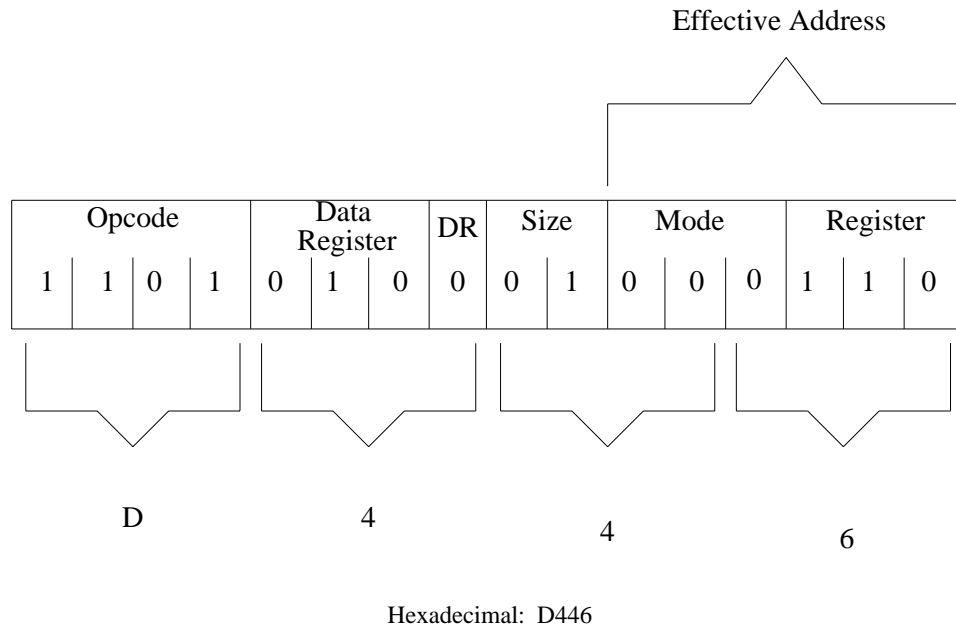 Effective Address
Opcode Data Register DR Size Mode Register
1 1 0 1 0 1 0 0 0 1 0 0 0 1 1 0
D 4 4 6
Hexadecimal: D446